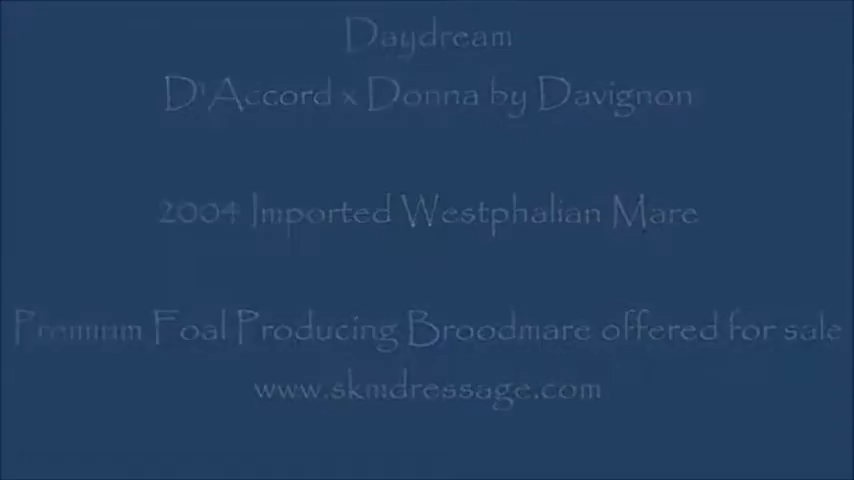 Daydream
D'Accord x Donna by Davignon
2004 Imported Westphalian Mare
Premium Foal Producing Broodmare offered for sale
www.skmdressage.com